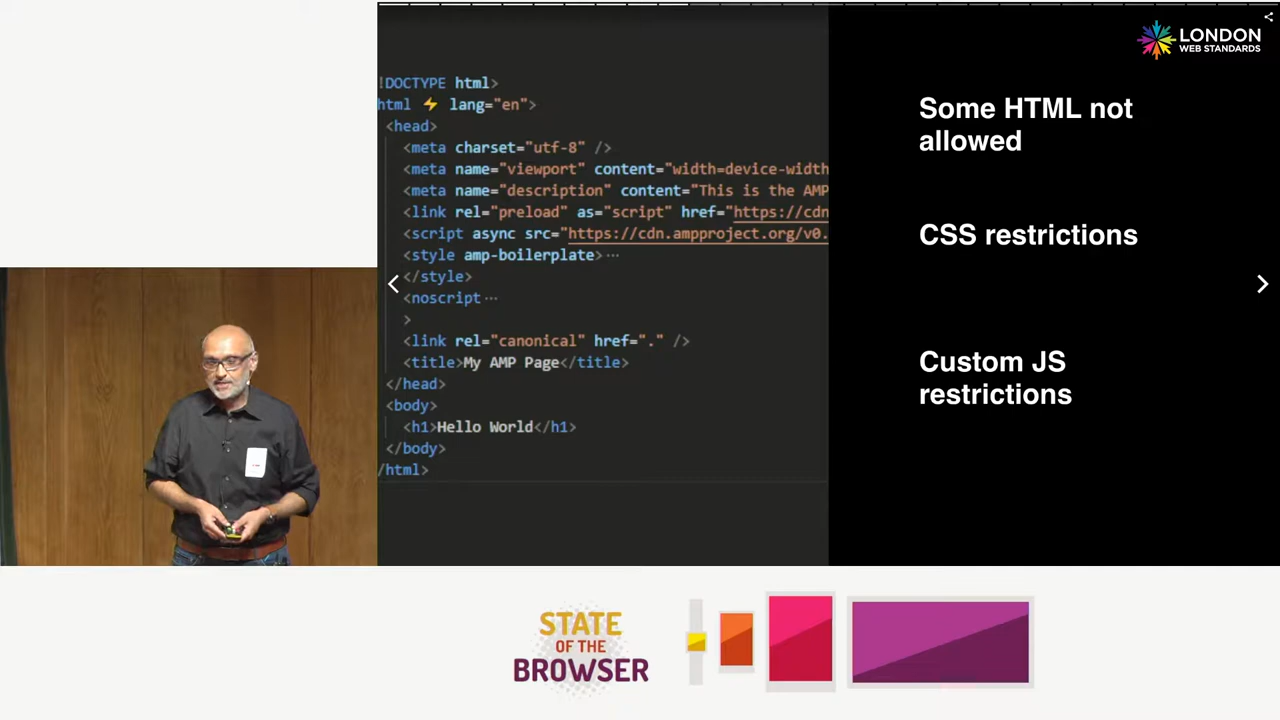 LONDON
WEB STANDARDS
!DOCTYPE html>
html ⚡ lang="en">
<head>
<meta charset="utf-8" />
<meta name="viewport" content="width=device-width
<meta name="description" content="This is the AMP
<link rel="preload" as="script" href="https://cdn
<script async src="https://cdn.ampproject.org/v0.
<style amp-boilerplate>···
</style>
<noscript···
>
<link rel="canonical" href="." />
<title>My AMP Page</title>
</head>
<body>
<h1>Hello World</h1>
</body>
/html>
Some HTML not
allowed
CSS restrictions
Custom JS
restrictions
STATE
OF THE
BROWSER